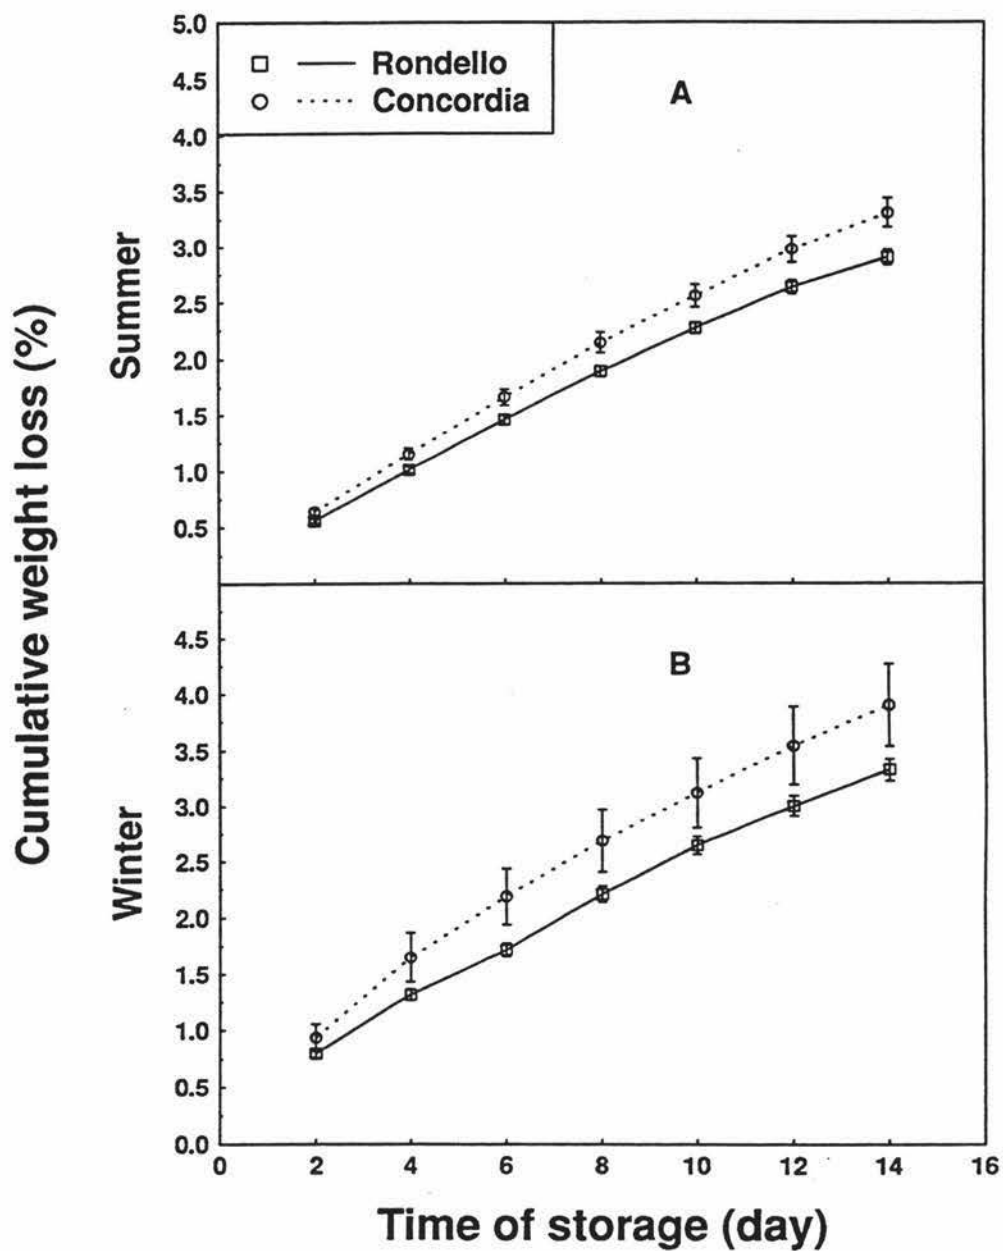 Cumulative weight loss (%)
Summer
5.0
4.5
4.0
3.5
3.0
2.5
2.0
1.5
1.0
0.5
Rondello
Concordia
A
Winter
4.5
4.0
3.5
3.0
2.5
2.0
1.5
1.0
0.5
0.0
B
0 2 4 6 8 10 12 14 16
Time of storage (day)